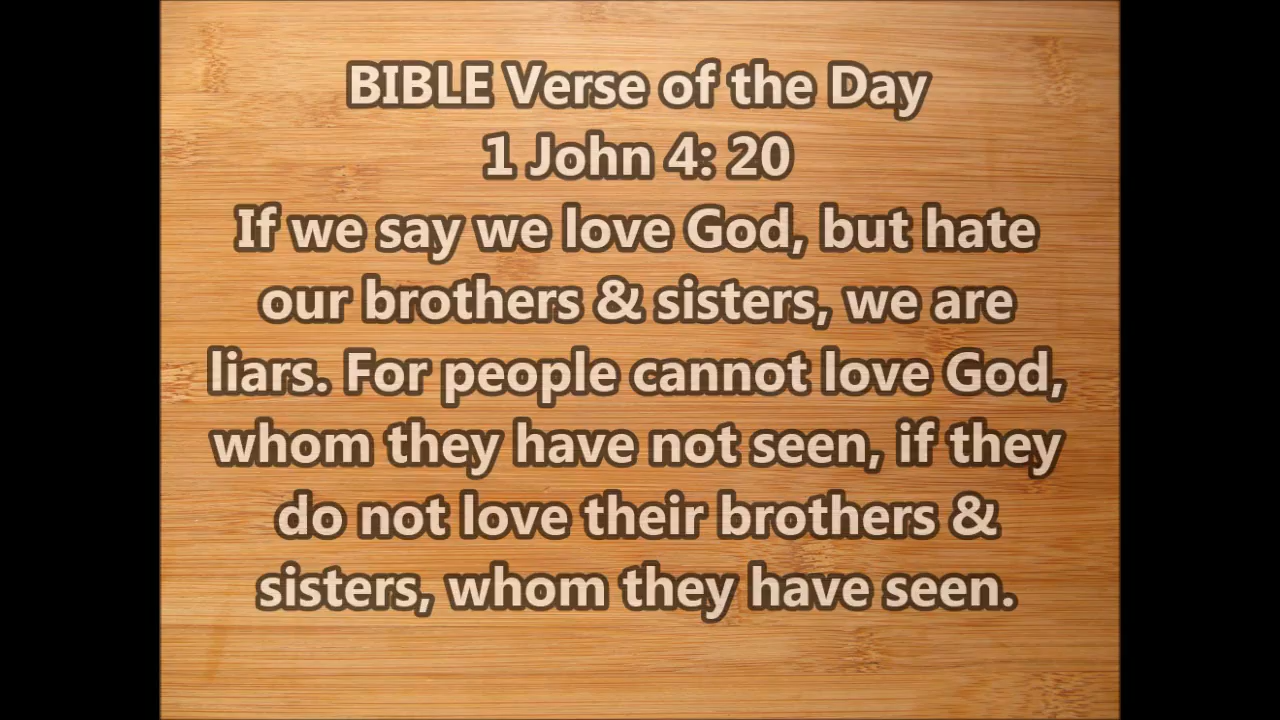 BIBLE Verse of the Day
1 John 4: 20
If we say we love God, but hate
our brothers & sisters, we are
liars. For people cannot love God,
whom they have not seen, if they
do not love their brothers &
sisters, whom they have seen.